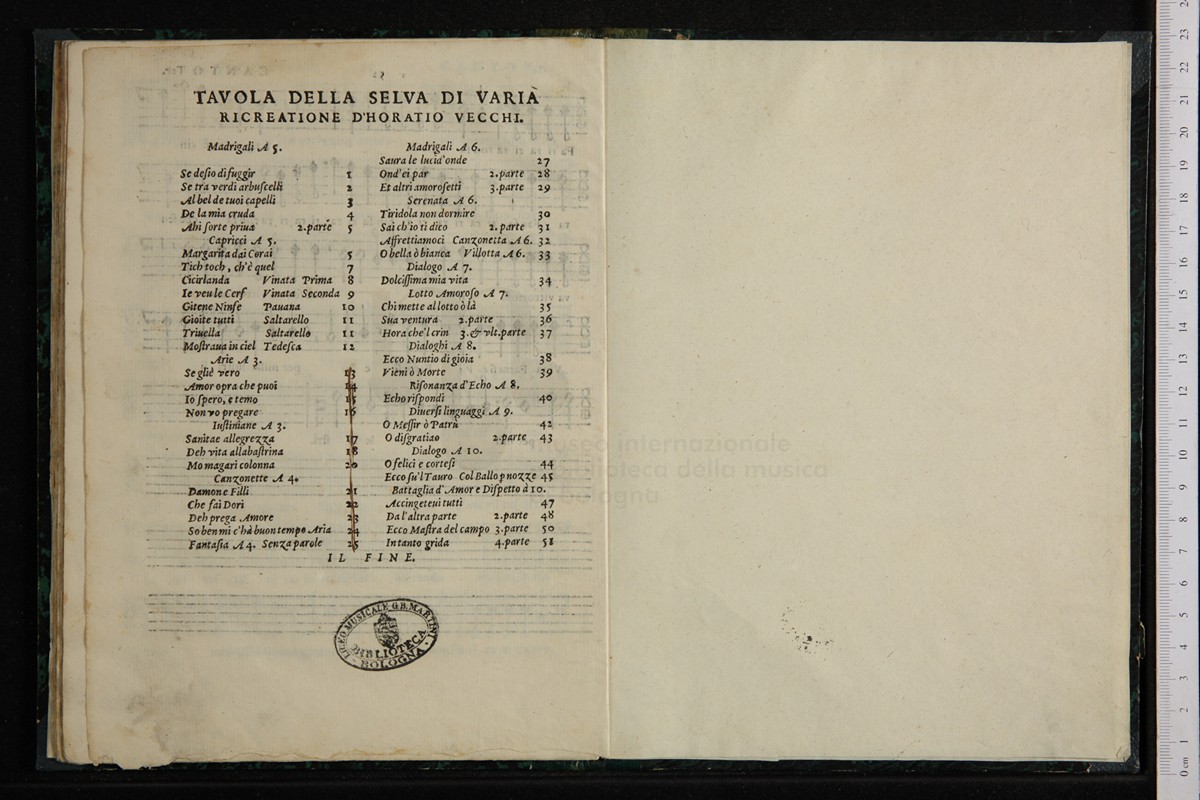 TAVOLA DELLA SELVA DI VARIA
RICREATIONE D'HORATIO VECCHI.
Madrigali A 5.
Se desio di fuggir 1
Se tra verdi arbuscelli 2
Al bel de tuoi capelli 3
De la mia cruda 4
Ahi sorte priua 2.parte 5
Capricci A 5.
Margarita dai Corai 5
Tich toch, ch'è quel 7
Cicirlanda Vinata Prima 8
Ie veu le Cerf Vinata Seconda 9
Gitene Ninfe Pauana 10
Gioite tutti Saltarello 11
Triuella Saltarello 11
Mostraua in ciel Tedesca 12
Arie A 3.
Se gliè vero 13
Amor opra che puoi 14
Io spero, e temo 15
Non vo pregare 16
Iustiniane A 3.
Sanitae allegrezza 17
Deh vita allabastrina 18
Mo magari colonna 20
Canzonette A 4.
Damon e Filli 21
Che fai Dori 22
Deh prega Amore 23
So ben mi c'hà buon tempo Aria 24
Fantasia A 4. Senza parole 25
Madrigali A 6.
Saura le lucid'onde 27
Ond'ei par 2.parte 28
Et altri amorosetti 3.parte 29
Serenata A 6.
Tiridola non dormire 30
Sai ch'io ti dico 2.parte 31
Affrettiamoci Canzonetta A 6. 32
O bella ò bianca Villotta A 6. 33
Dialogo A 7.
Dolcissima mia vita 34
Lotto Amoroso A 7.
Chi mette al lotto ò là 35
Sua ventura 2.parte 36
Hora che'l crin 3. & vlt.parte 37
Dialoghi A 8.
Ecco Nuntio di gioia 38
Vieni ò Morte 39
Risonanza d'Echo A 8.
Echo rispondi 40
Diuersi linguaggi A 9.
O Messir ò Patrù 42
O disgratiao 2.parte 43
Dialogo A 10.
O felici e cortesi 44
Ecco su'l Tauro Col Ballo p nozze 45
Battaglia d'Amor e Dispetto à 10.
Accingeteui tutti 47
Da l'altra parte 2.parte 48
Ecco Mastra del campo 3.parte 50
In tanto grida 4.parte 51
IL FINE.
LICEO MUSICALE G.B. MARTINI
BIBLIOTECA
BOLOGNA
museo internazionale
e biblioteca della musica
bologna